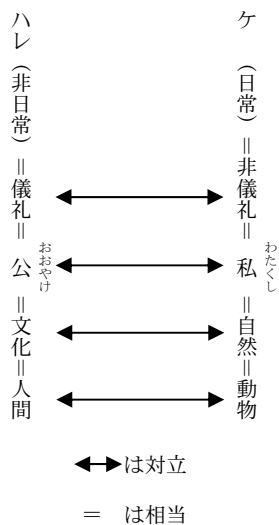 ケ　（日常）＝非儀礼＝　私　＝自然＝動物
わたくし
ハレ（非日常）＝儀礼＝　公　＝文化＝人間
おおやけ
◀▶は対立
＝　は相当